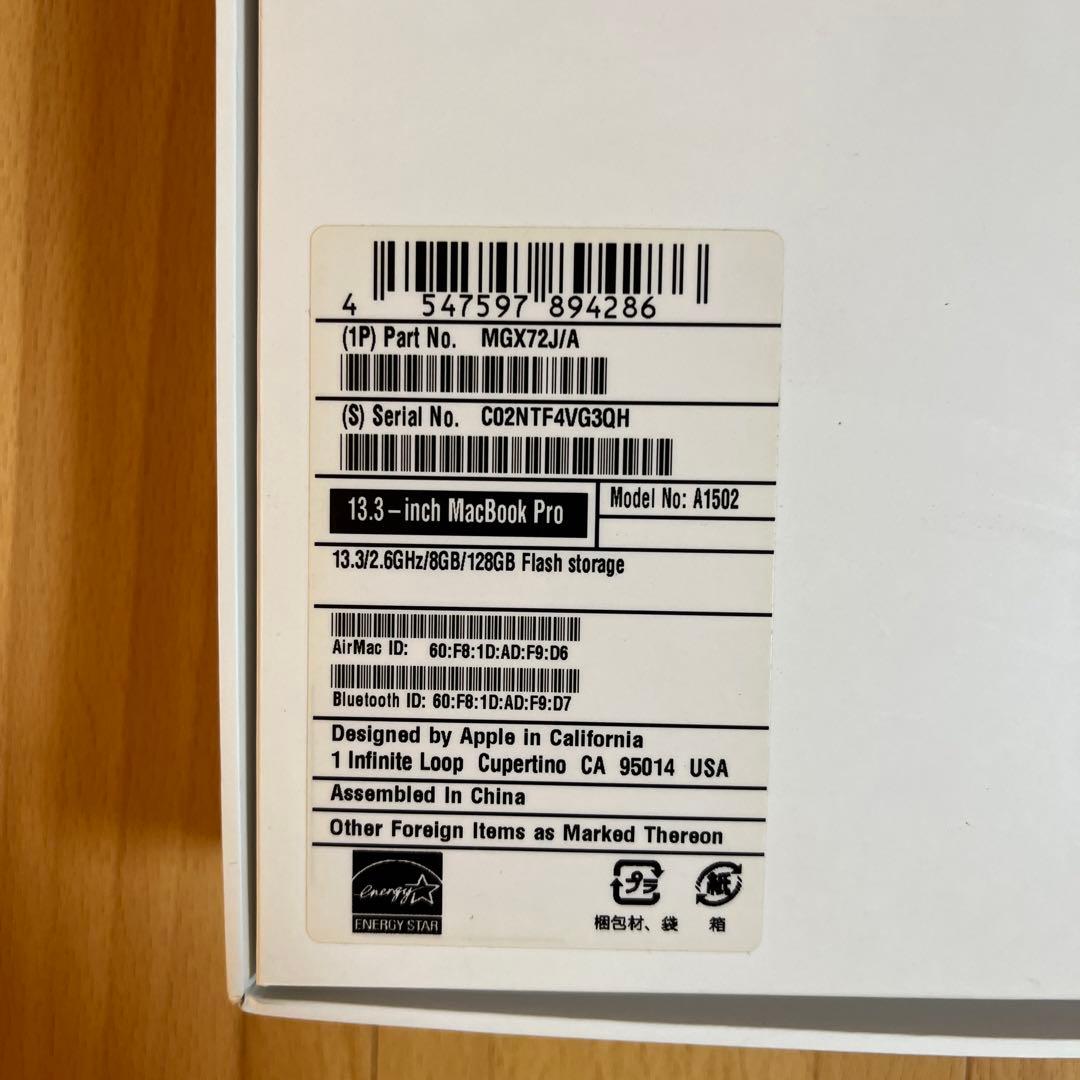 4 547597 894286
(1P) Part No. MGX72J/A
(S) Serial No. C02NTF4VG3QH
13.3-inch MacBook Pro
Model No: A1502
13.3/2.6GHz/8GB/128GB Flash storage
AirMac ID: 60:F8:1D:AD:F9:D6
Bluetooth ID: 60:F8:1D:AD:F9:D7
Designed by Apple in California
1 Infinite Loop Cupertino CA 95014 USA
Assembled In China
Other Foreign Items as Marked Thereon
energy
ENERGY STAR
プラ 紙
梱包材、袋 箱